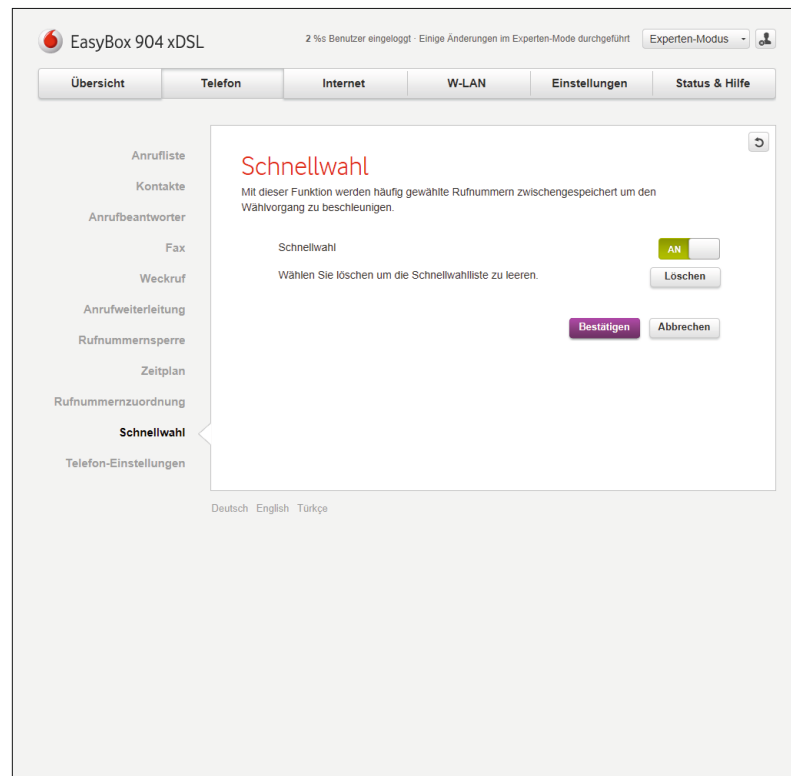 EasyBox 904 xDSL
2 %s Benutzer eingeloggt · Einige Änderungen im Experten-Mode durchgeführt
Experten-Modus
Übersicht Telefon Internet W-LAN Einstellungen Status & Hilfe
Anrufliste
Kontakte
Anrufbeantworter
Fax
Weckruf
Anrufweiterleitung
Rufnummernsperre
Zeitplan
Rufnummernzuordnung
Schnellwahl
Telefon-Einstellungen
Schnellwahl
Mit dieser Funktion werden häufig gewählte Rufnummern zwischengespeichert um den
Wählvorgang zu beschleunigen.
Schnellwahl AN
Wählen Sie löschen um die Schnellwahlliste zu leeren. Löschen
Bestätigen Abbrechen
Deutsch English Türkçe